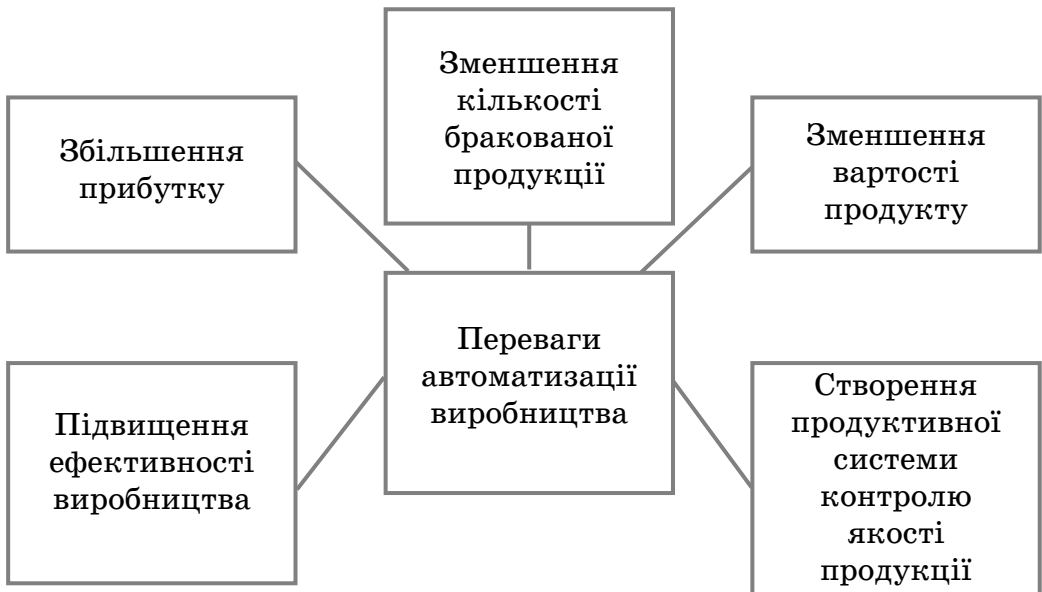 Зменшення
кількості
бракованої
продукції
Збільшення
прибутку
Зменшення
вартості
продукту
Переваги
автоматизації
виробництва
Підвищення
ефективності
виробництва
Створення
продуктивної
системи
контролю
якості
продукції